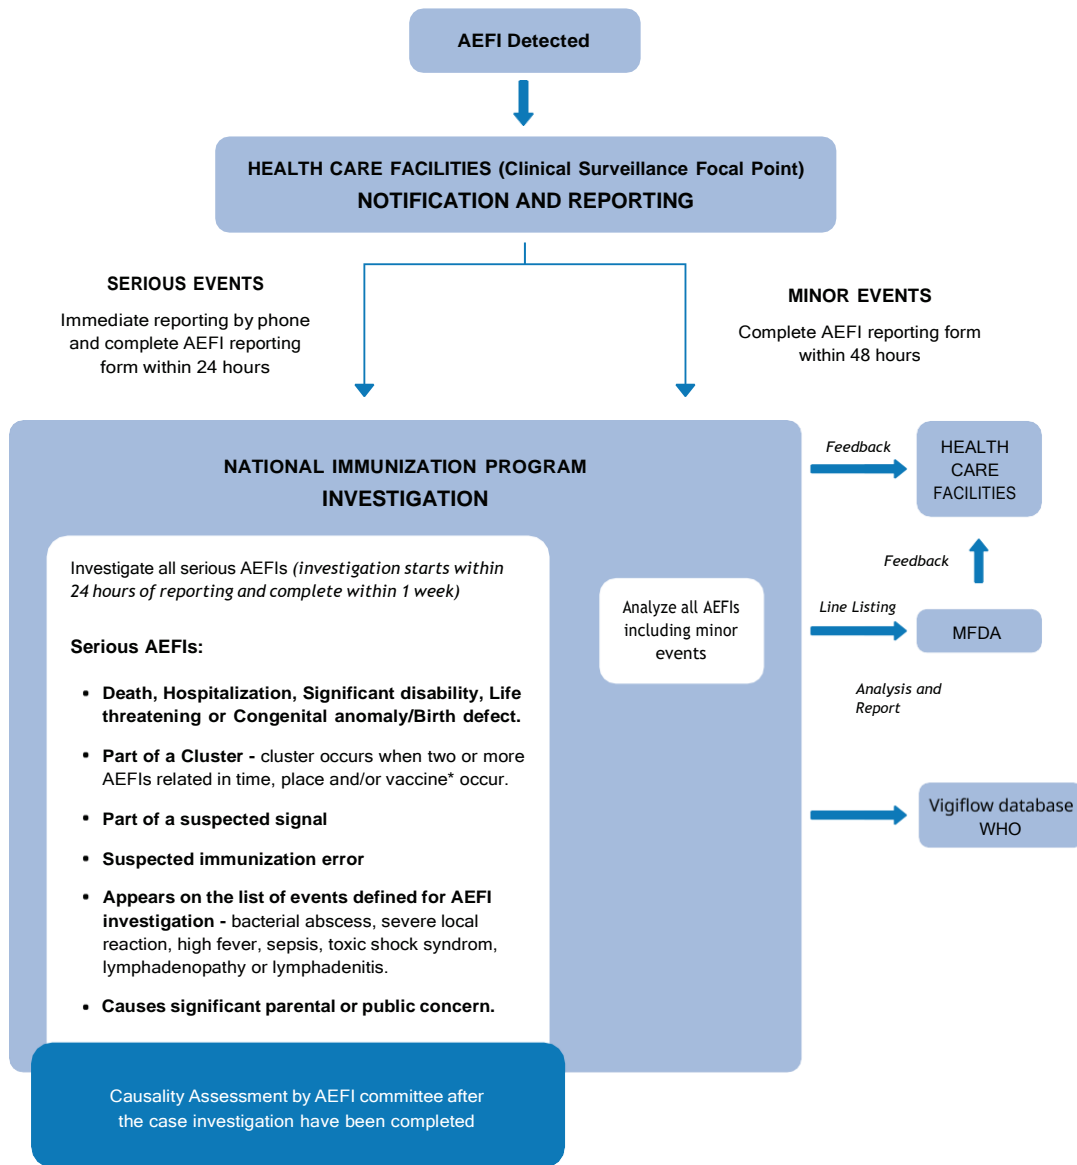 AEFI Detected
HEALTH CARE FACILITIES (Clinical Surveillance Focal Point)
NOTIFICATION AND REPORTING
SERIOUS EVENTS
Immediate reporting by phone
and complete AEFI reporting
form within 24 hours
MINOR EVENTS
Complete AEFI reporting form
within 48 hours
NATIONAL IMMUNIZATION PROGRAM
INVESTIGATION
Investigate all serious AEFIs (investigation starts within
24 hours of reporting and complete within 1 week)
Serious AEFIs:
• Death, Hospitalization, Significant disability, Life
threatening or Congenital anomaly/Birth defect.
• Part of a Cluster - cluster occurs when two or more
AEFIs related in time, place and/or vaccine* occur.
• Part of a suspected signal
• Suspected immunization error
• Appears on the list of events defined for AEFI
investigation - bacterial abscess, severe local
reaction, high fever, sepsis, toxic shock syndrom,
lymphadenopathy or lymphadenitis.
• Causes significant parental or public concern.
Analyze all AEFIs
including minor
events
Causality Assessment by AEFI committee after
the case investigation have been completed
Feedback
HEALTH
CARE
FACILITIES
Feedback
Line Listing
MFDA
Analysis and
Report
Vigiflow database
WHO